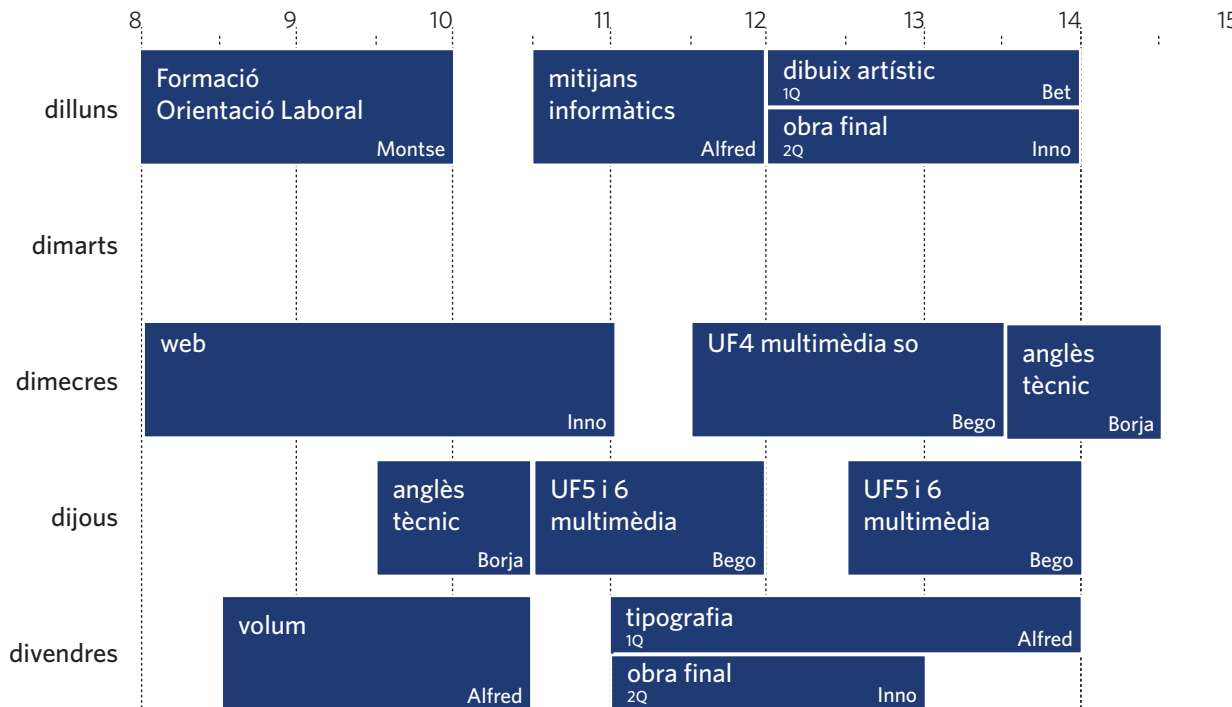 8 9 10 11 12 13 14 15
dilluns
Formació
Orientació Laboral
Montse
mitijans
informàtics
Alfred
dibuix artístic
1Q Bet
obra final
2Q Inno
dimarts
dimecres
web
Inno
UF4 multimèdia so
Bego
anglès
tècnic
Borja
dijous
anglès
tècnic
Borja
UF5 i 6
multimèdia
Bego
UF5 i 6
multimèdia
Bego
divendres
volum
Alfred
tipografia
1Q Alfred
obra final
2Q Inno